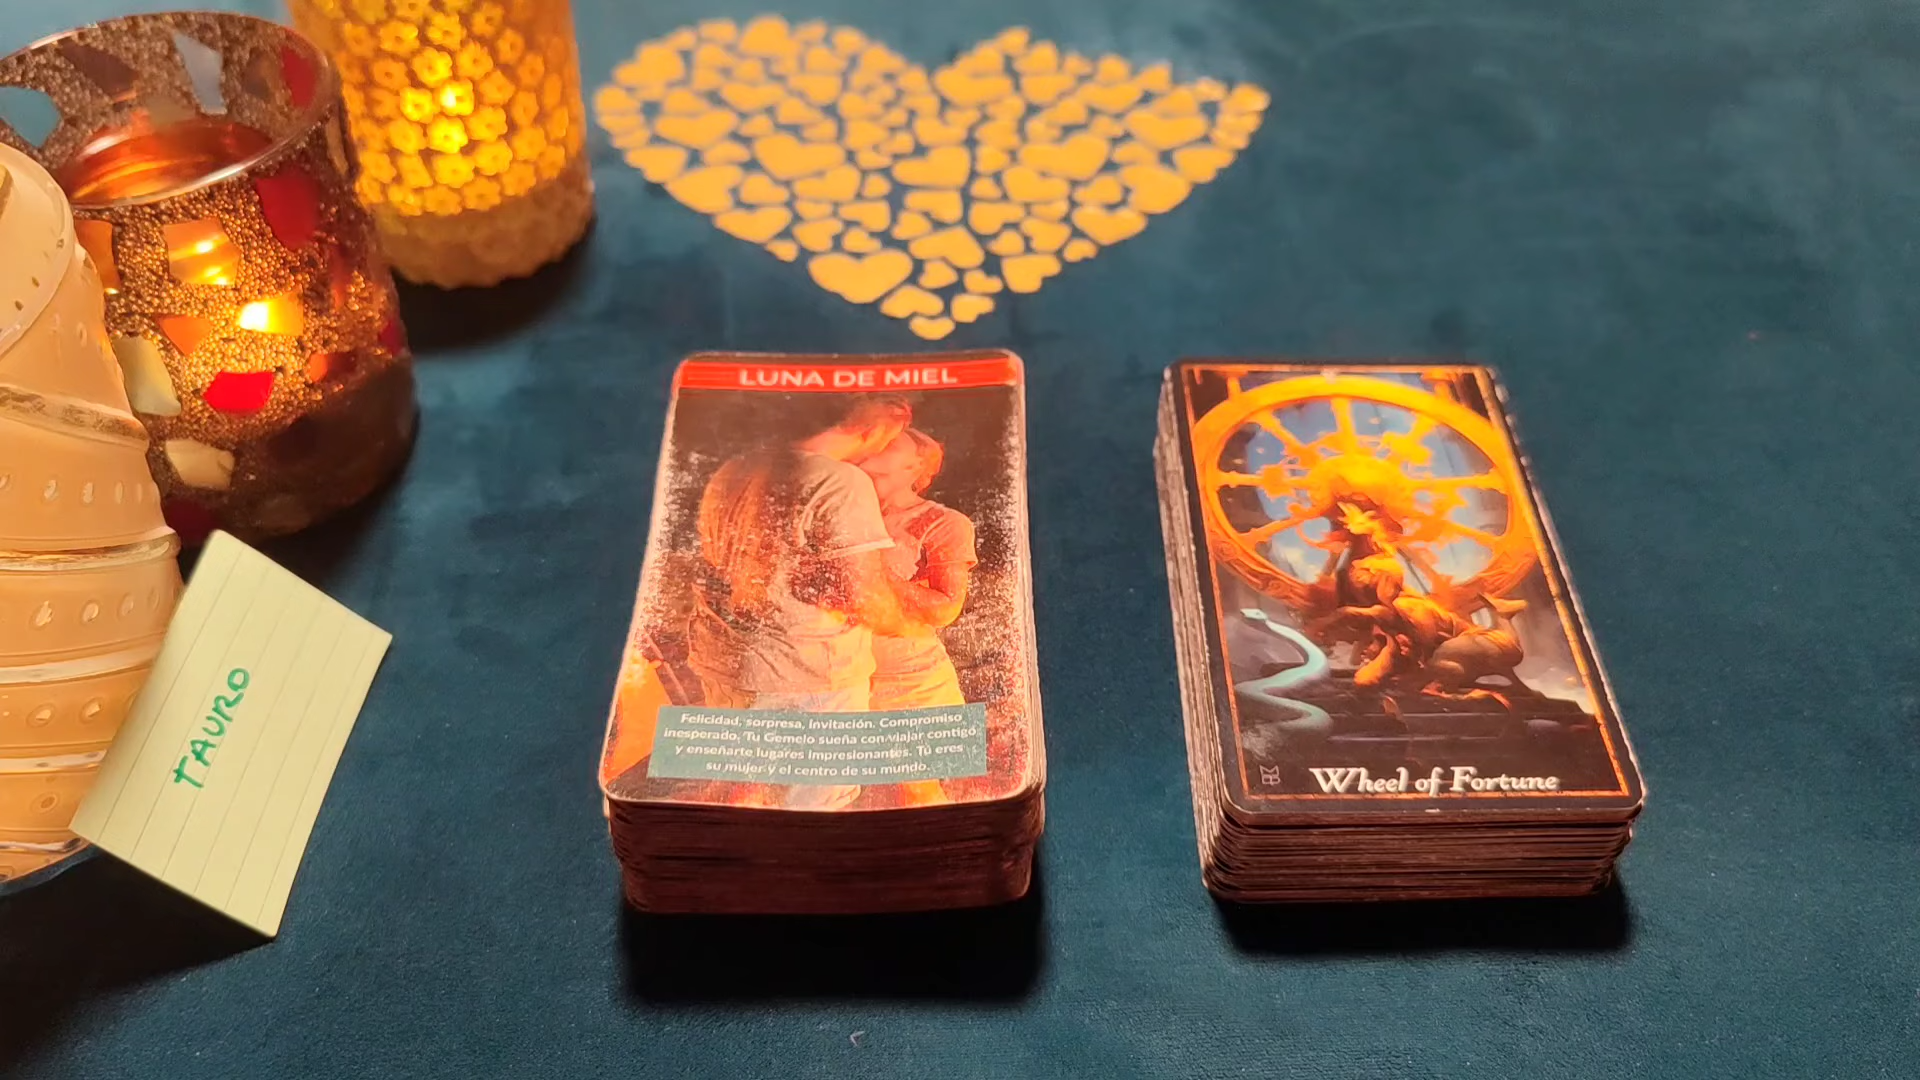 LUNA DE MIEL
Felicidad, sorpresa, invitación. Compromiso
inesperado. Tu Gemelo sueña con viajar contigo
y enseñarte lugares impresionantes. Tú eres
su mujer y el centro de su mundo.
Wheel of Fortune
TAURO